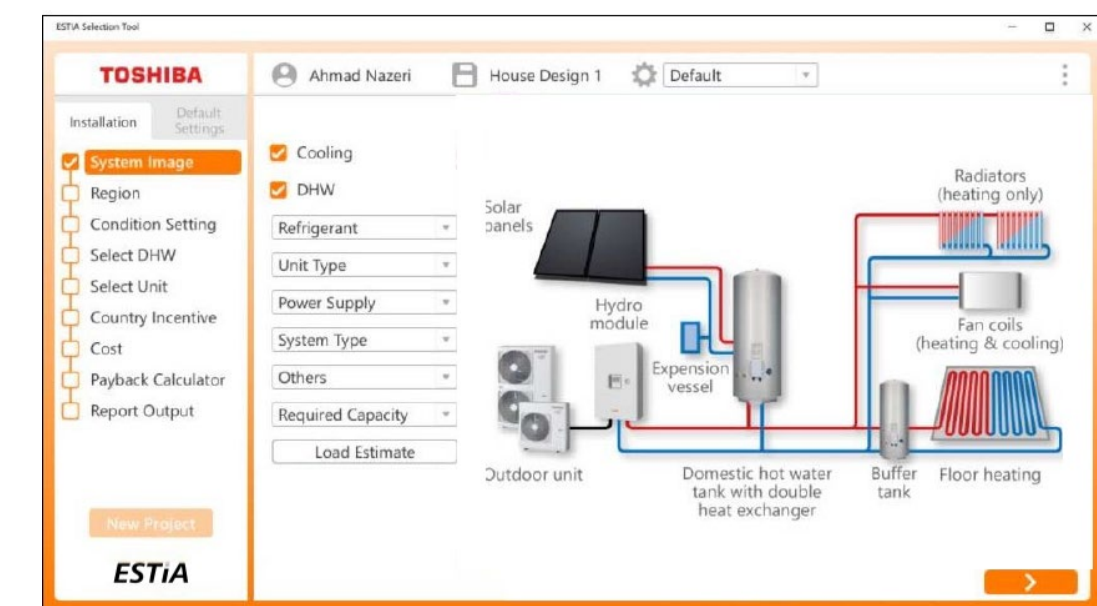 ESTIA Selection Tool
TOSHIBA
Ahmad Nazeri
House Design 1
Default
Installation
Default
Settings
System Image
Region
Condition Setting
Select DHW
Select Unit
Country Incentive
Cost
Payback Calculator
Report Output
New Project
ESTiA
Cooling
DHW
Refrigerant
Unit Type
Power Supply
System Type
Others
Required Capacity
Load Estimate
Solar
panels
Radiators
(heating only)
Hydro
module
Expension
vessel
Fan coils
(heating & cooling)
Outdoor unit
Domestic hot water
tank with double
heat exchanger
Buffer
tank
Floor heating